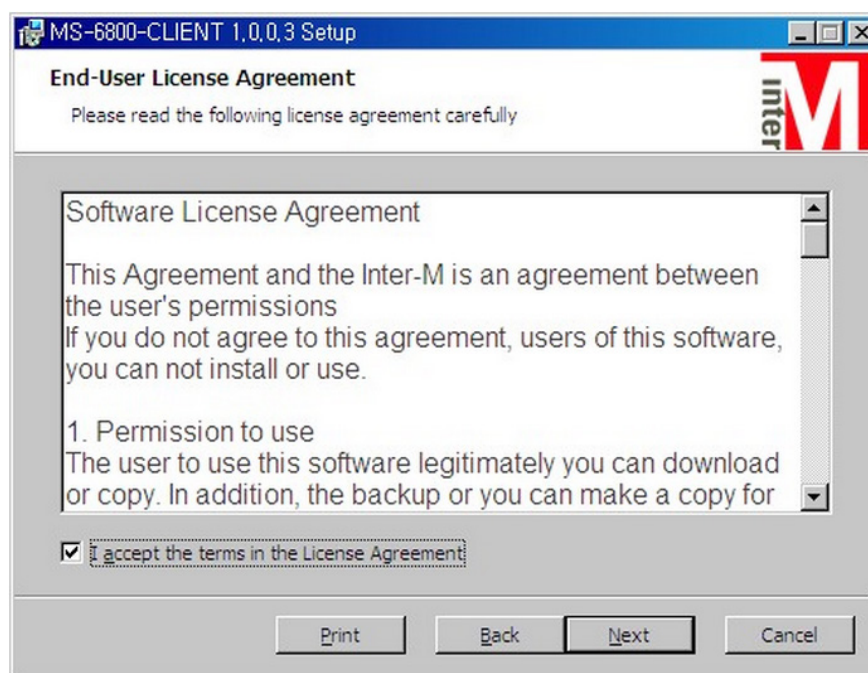 MS-6800-CLIENT 1,0,0,3 Setup
End-User License Agreement
Please read the following license agreement carefully
inter M
Software License Agreement
This Agreement and the Inter-M is an agreement between
the user's permissions
If you do not agree to this agreement, users of this software,
you can not install or use.
1. Permission to use
The user to use this software legitimately you can download
or copy. In addition, the backup or you can make a copy for
I accept the terms in the License Agreement
Print
Back
Next
Cancel